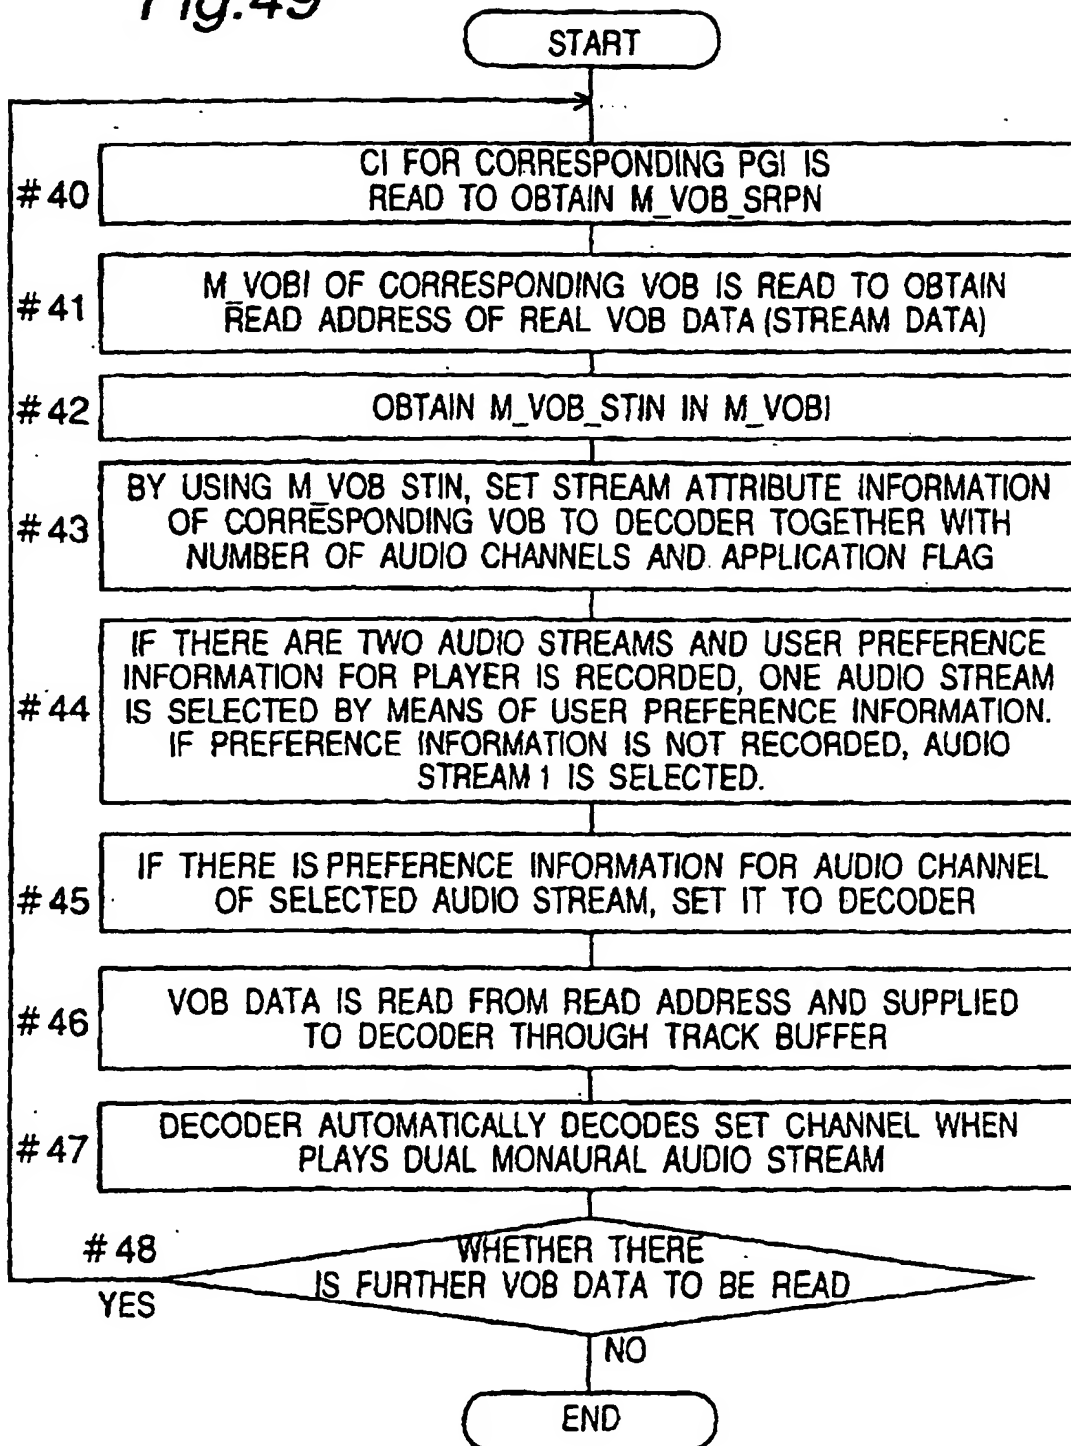 Fig.49
START
#40
CI FOR CORRESPONDING PGI IS
READ TO OBTAIN M_VOB_SRPN
#41
M_VOBI OF CORRESPONDING VOB IS READ TO OBTAIN
READ ADDRESS OF REAL VOB DATA (STREAM DATA)
#42
OBTAIN M_VOB_STIN IN M_VOBI
#43
BY USING M_VOB STIN, SET STREAM ATTRIBUTE INFORMATION
OF CORRESPONDING VOB TO DECODER TOGETHER WITH
NUMBER OF AUDIO CHANNELS AND APPLICATION FLAG
#44
IF THERE ARE TWO AUDIO STREAMS AND USER PREFERENCE
INFORMATION FOR PLAYER IS RECORDED, ONE AUDIO STREAM
IS SELECTED BY MEANS OF USER PREFERENCE INFORMATION.
IF PREFERENCE INFORMATION IS NOT RECORDED, AUDIO
STREAM 1 IS SELECTED.
#45
IF THERE IS PREFERENCE INFORMATION FOR AUDIO CHANNEL
OF SELECTED AUDIO STREAM, SET IT TO DECODER
#46
VOB DATA IS READ FROM READ ADDRESS AND SUPPLIED
TO DECODER THROUGH TRACK BUFFER
#47
DECODER AUTOMATICALLY DECODES SET CHANNEL WHEN
PLAYS DUAL MONAURAL AUDIO STREAM
#48
WHETHER THERE
IS FURTHER VOB DATA TO BE READ
YES
NO
END